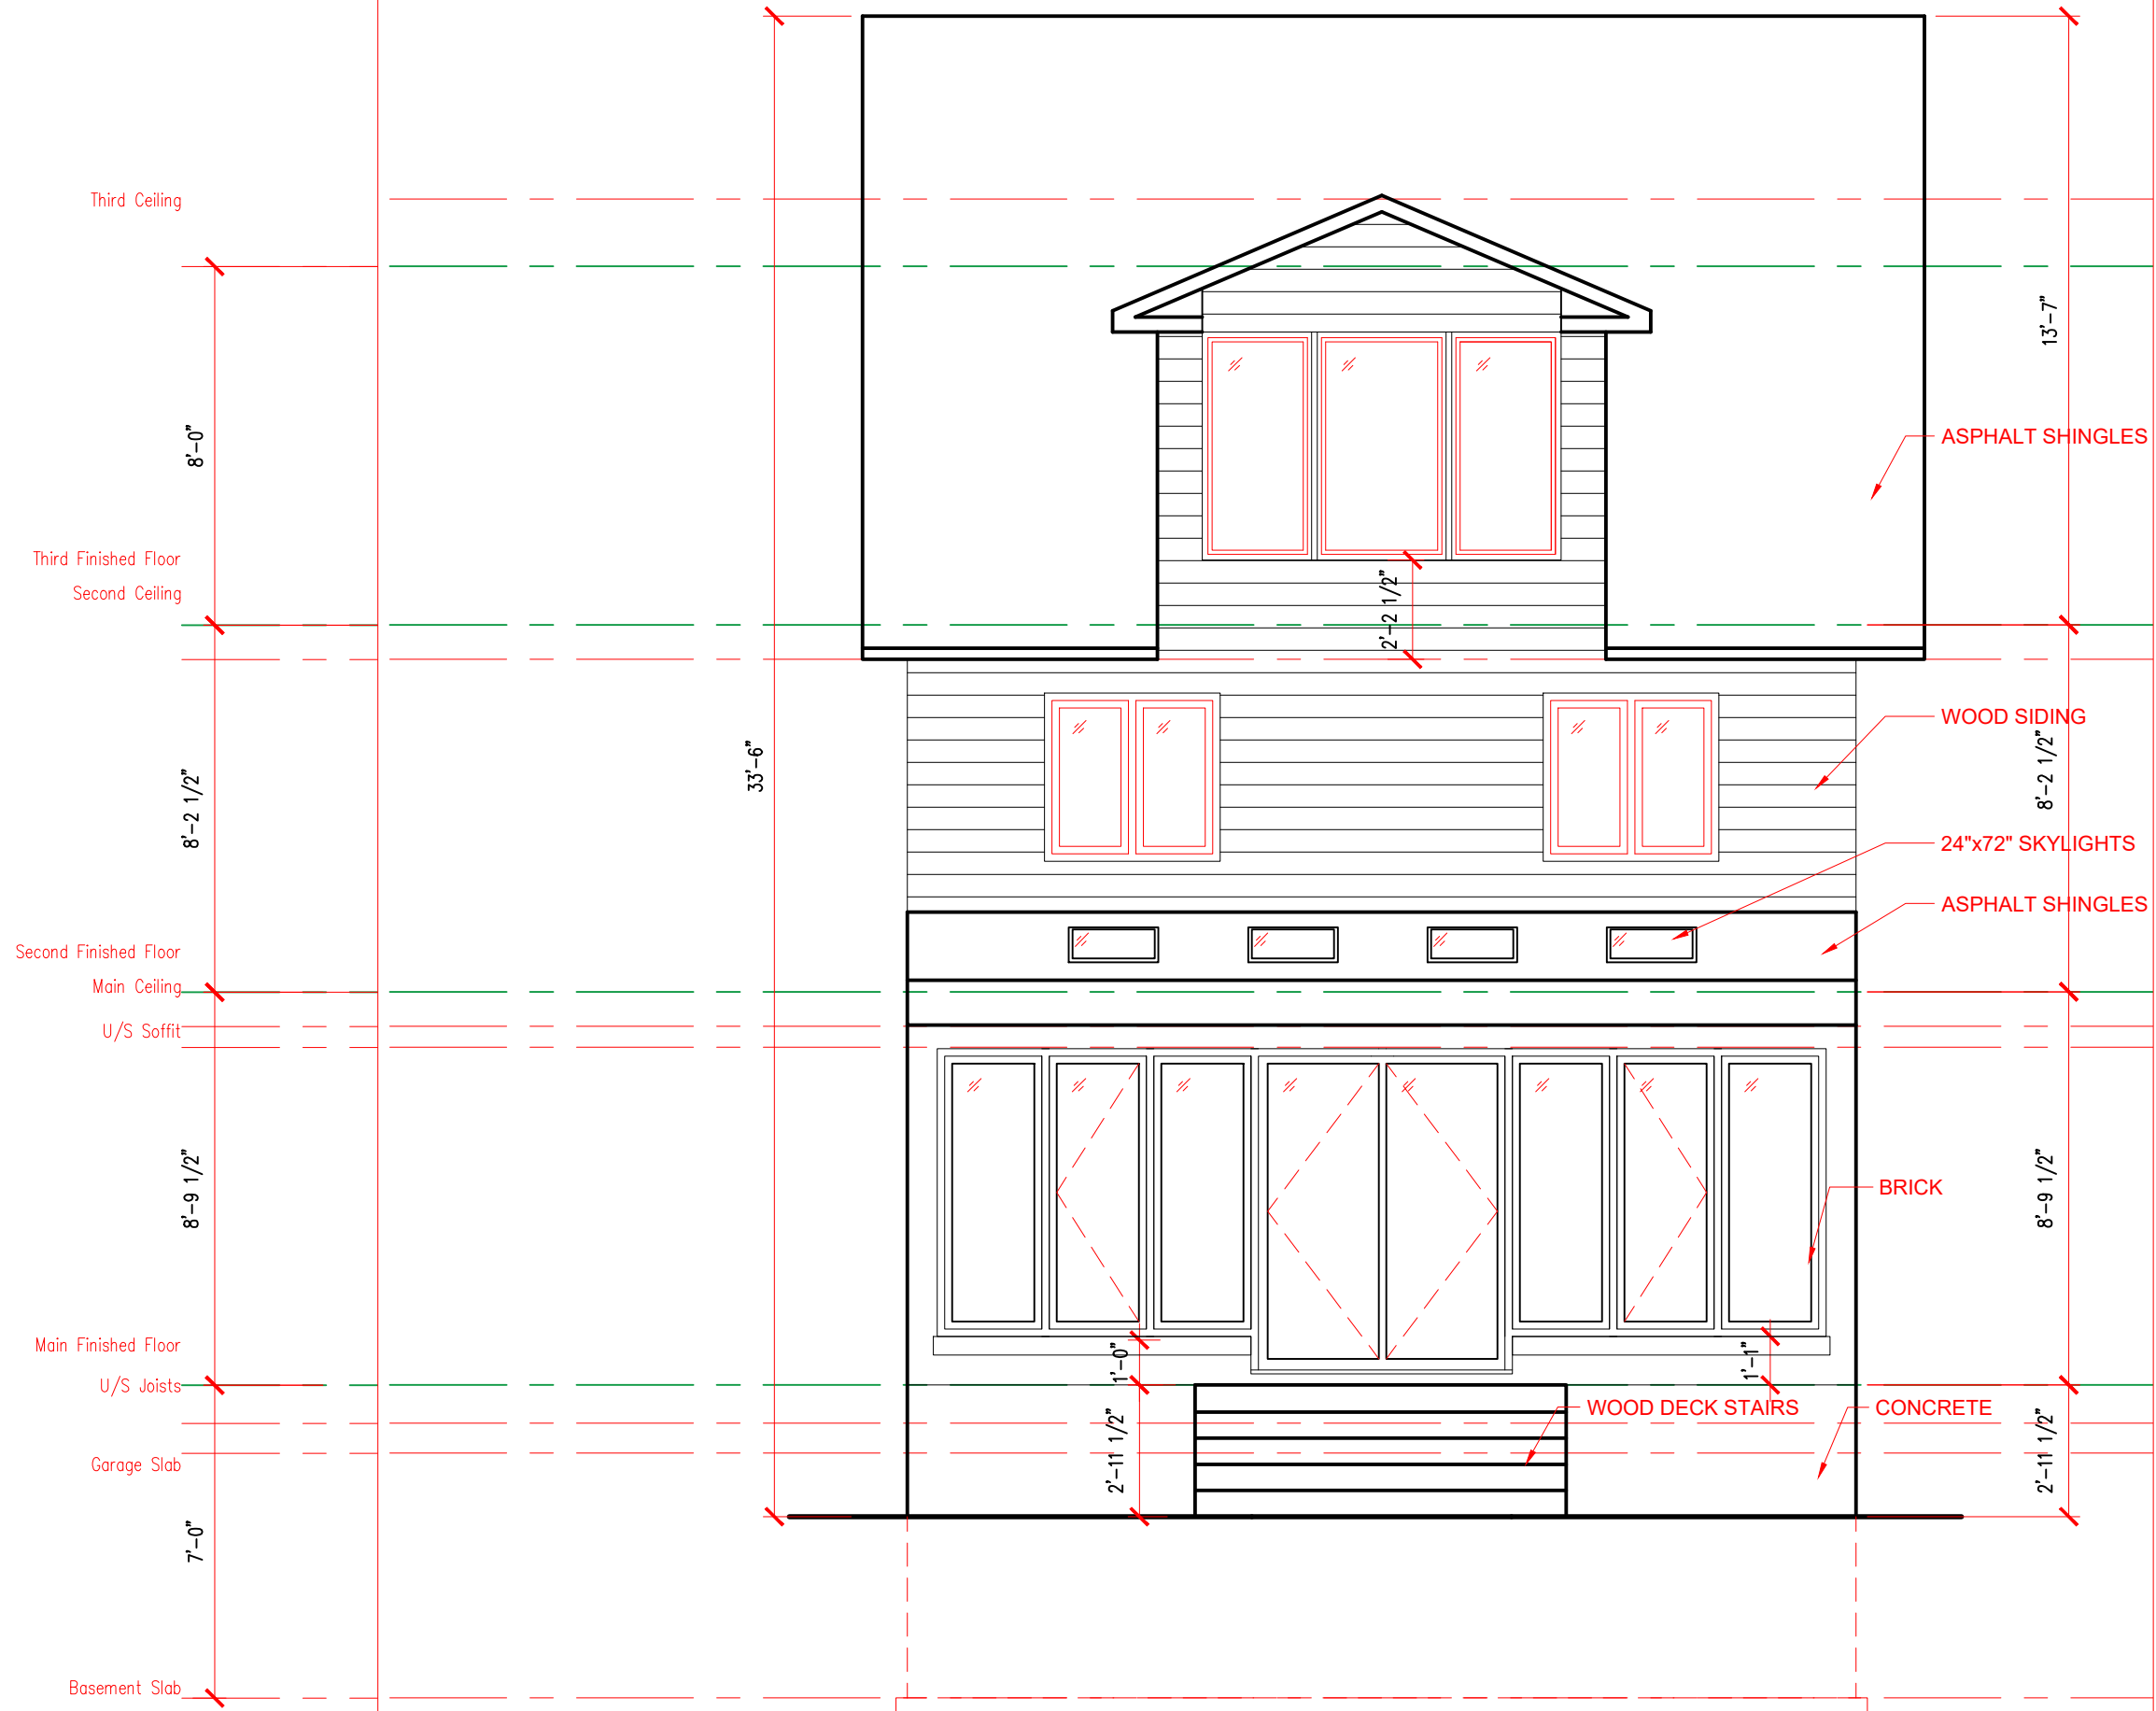 Third Ceiling
13'-7"
8'-0"
ASPHALT SHINGLES
Third Finished Floor
Second Ceiling
2'-2 1/2"
WOOD SIDING
33'-6"
8'-2 1/2"
8'-2 1/2"
24"x72" SKYLIGHTS
ASPHALT SHINGLES
Second Finished Floor
Main Ceiling
U/S Soffit
8'-9 1/2"
8'-9 1/2"
BRICK
Main Finished Floor
1'-0"
1'-1"
U/S Joists
WOOD DECK STAIRS
CONCRETE
2'-11 1/2"
2'-11 1/2"
Garage Slab
7'-0"
Basement Slab